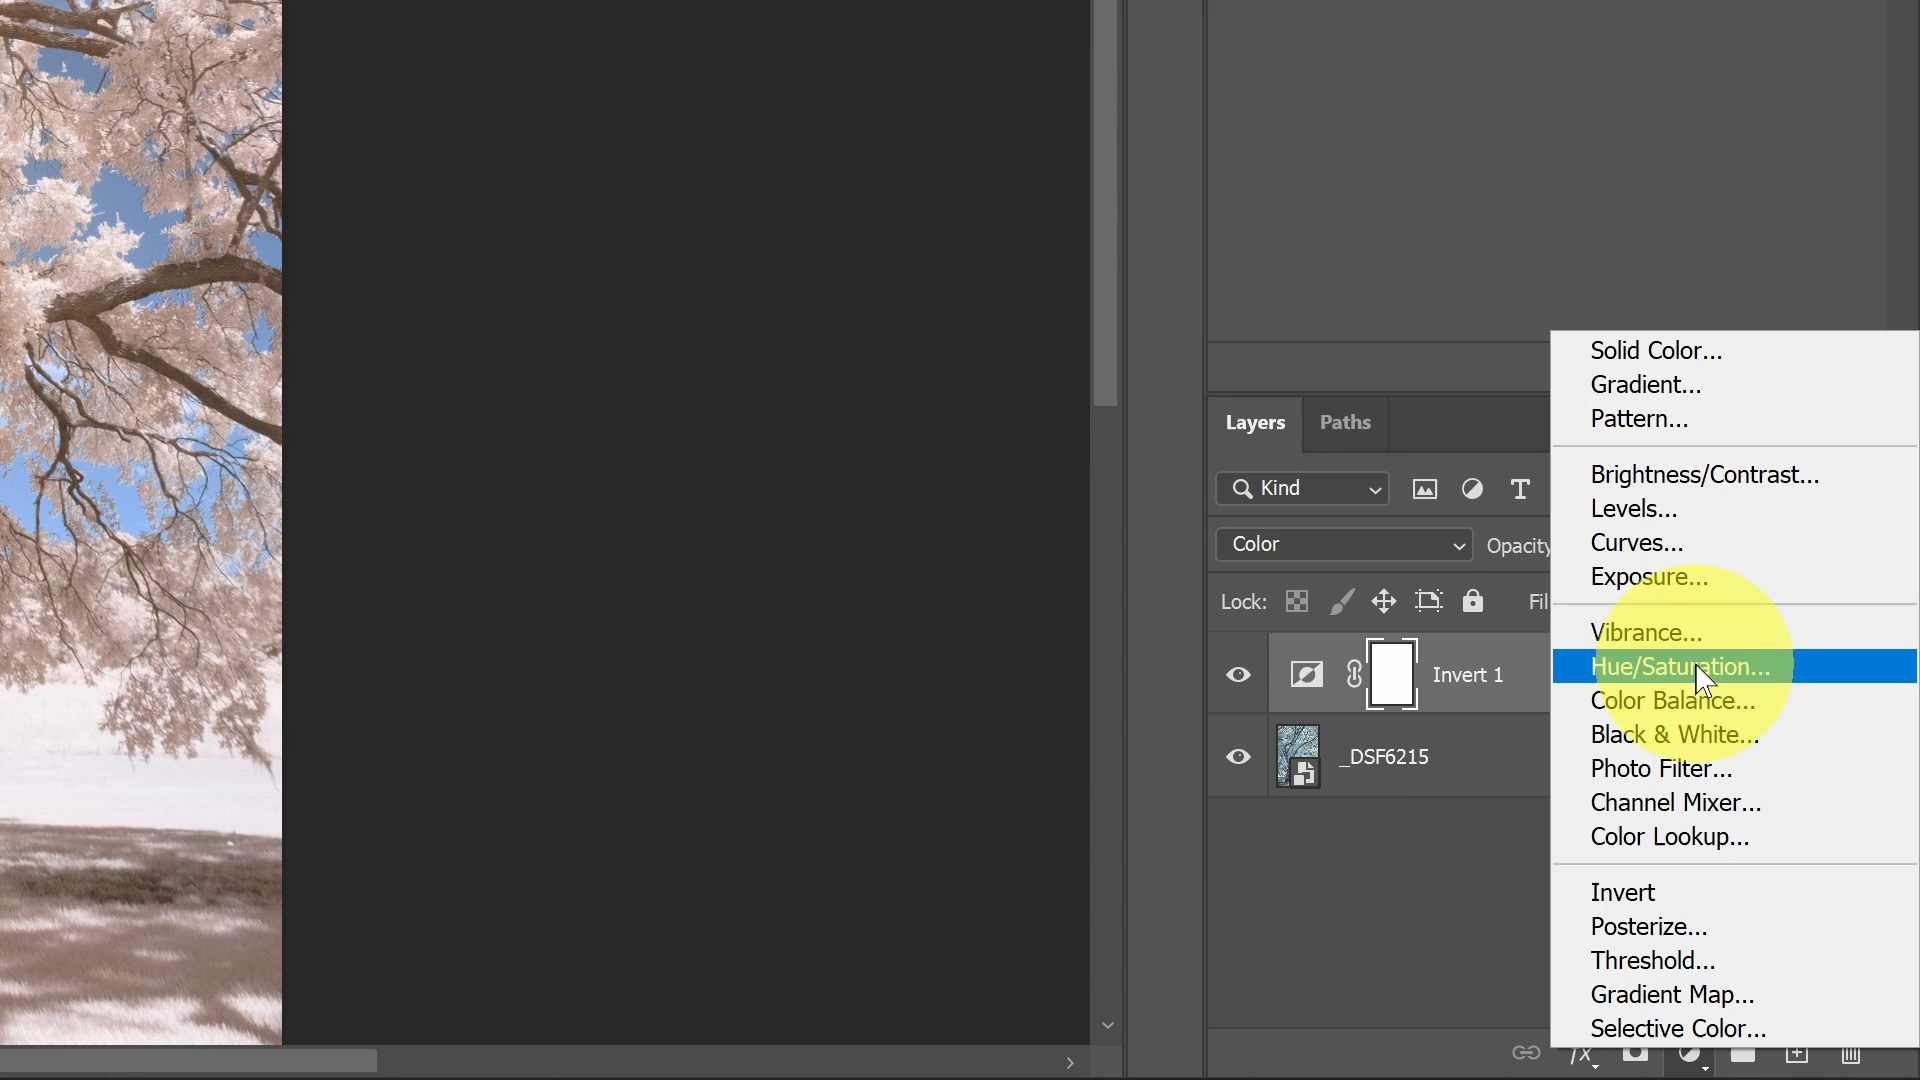 Solid Color...
Gradient...
Pattern...
Brightness/Contrast...
Levels...
Curves...
Exposure...
Vibrance...
Hue/Saturation...
Color Balance...
Black & White...
Photo Filter...
Channel Mixer...
Color Lookup...
Invert
Posterize...
Threshold...
Gradient Map...
Selective Color...
Layers Paths
Kind
Color Opacity
Lock: Fil
Invert 1
_DSF6215
fx